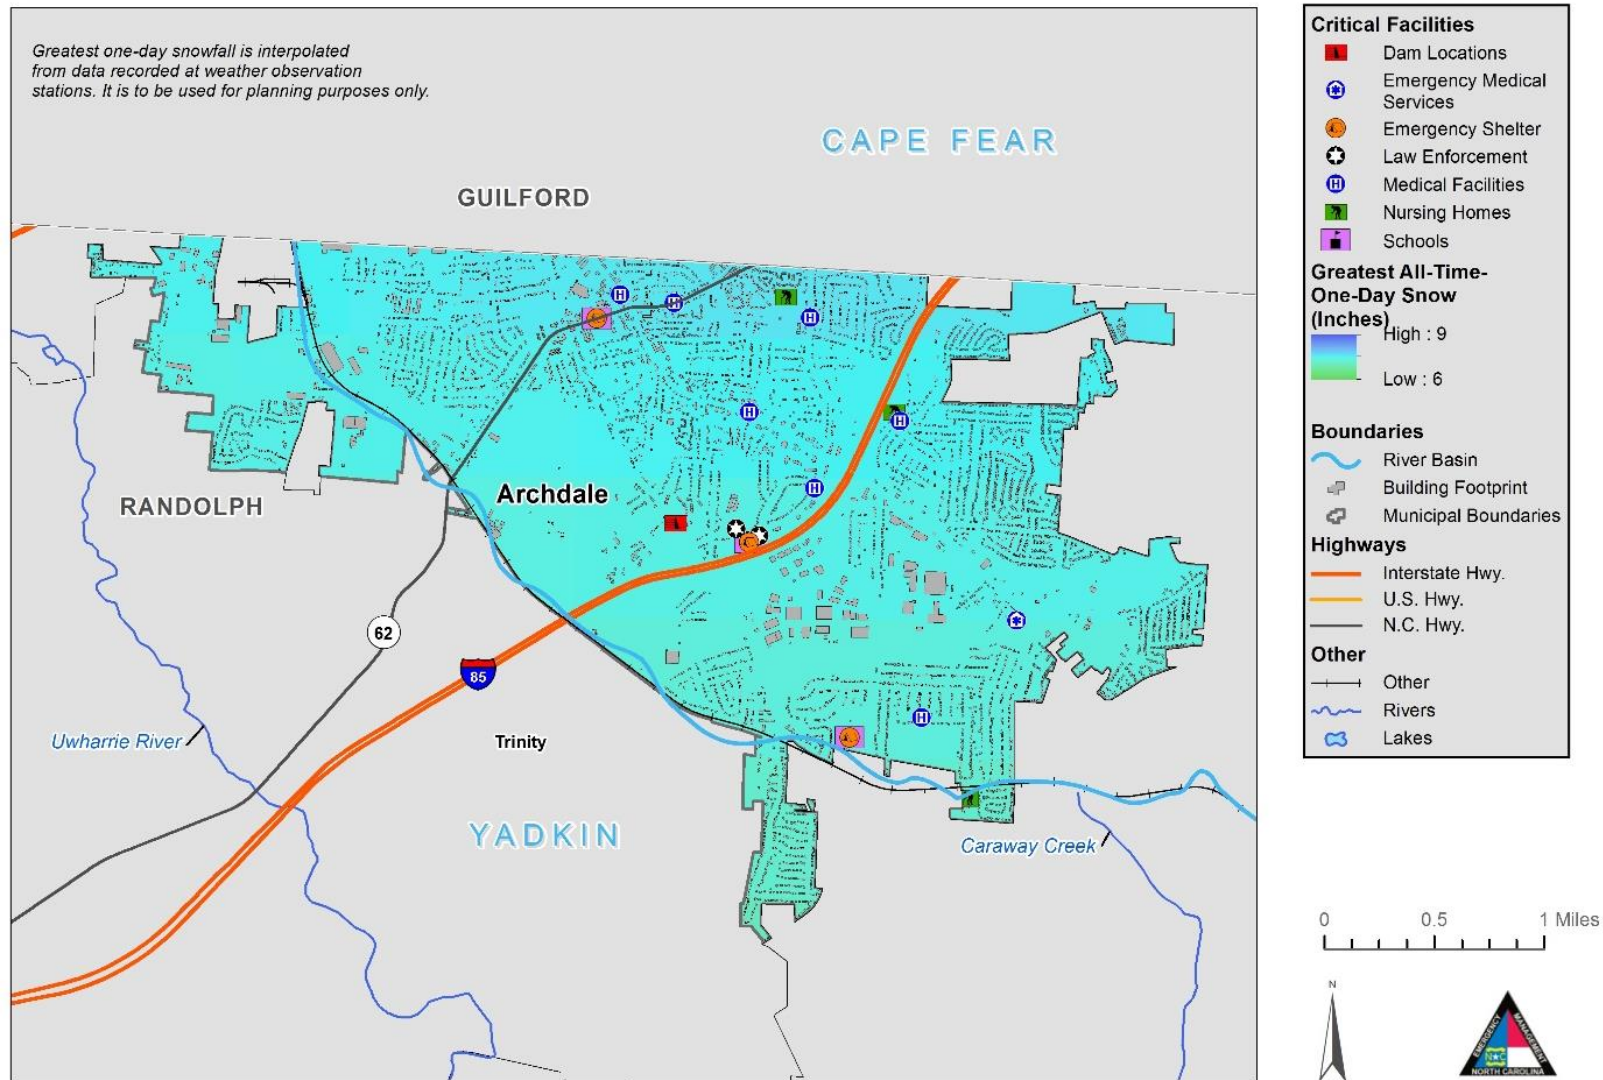 Greatest one-day snowfall is interpolated
from data recorded at weather observation
stations. It is to be used for planning purposes only.
CAPE FEAR
GUILFORD
RANDOLPH
Archdale
62
85
Uwharrie River
Trinity
YADKIN
Caraway Creek
Critical Facilities
Dam Locations
Emergency Medical
Services
Emergency Shelter
Law Enforcement
Medical Facilities
Nursing Homes
Schools
Greatest All-Time-
One-Day Snow
(Inches)
High : 9
Low : 6
Boundaries
River Basin
Building Footprint
Municipal Boundaries
Highways
Interstate Hwy.
U.S. Hwy.
N.C. Hwy.
Other
Other
Rivers
Lakes
0 0.5 1 Miles
N
EMERGENCY
MANAGEMENT
N C
NORTH CAROLINA
H
H
H
H
H
H
H